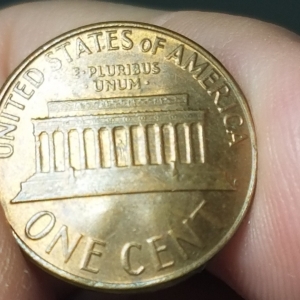 UNITED STATES OF AMERICA
E·PLURIBUS
UNUM·
ONE CENT